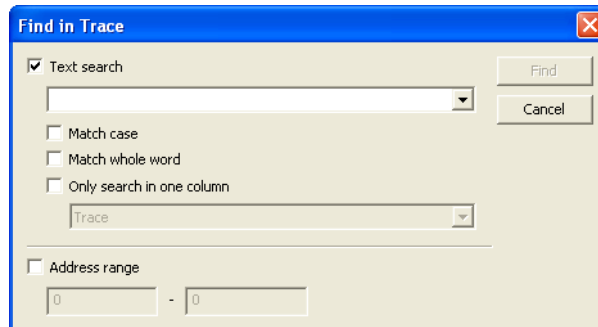 Find in Trace
Text search
Find
Cancel
Match case
Match whole word
Only search in one column
Trace
Address range
0 - 0